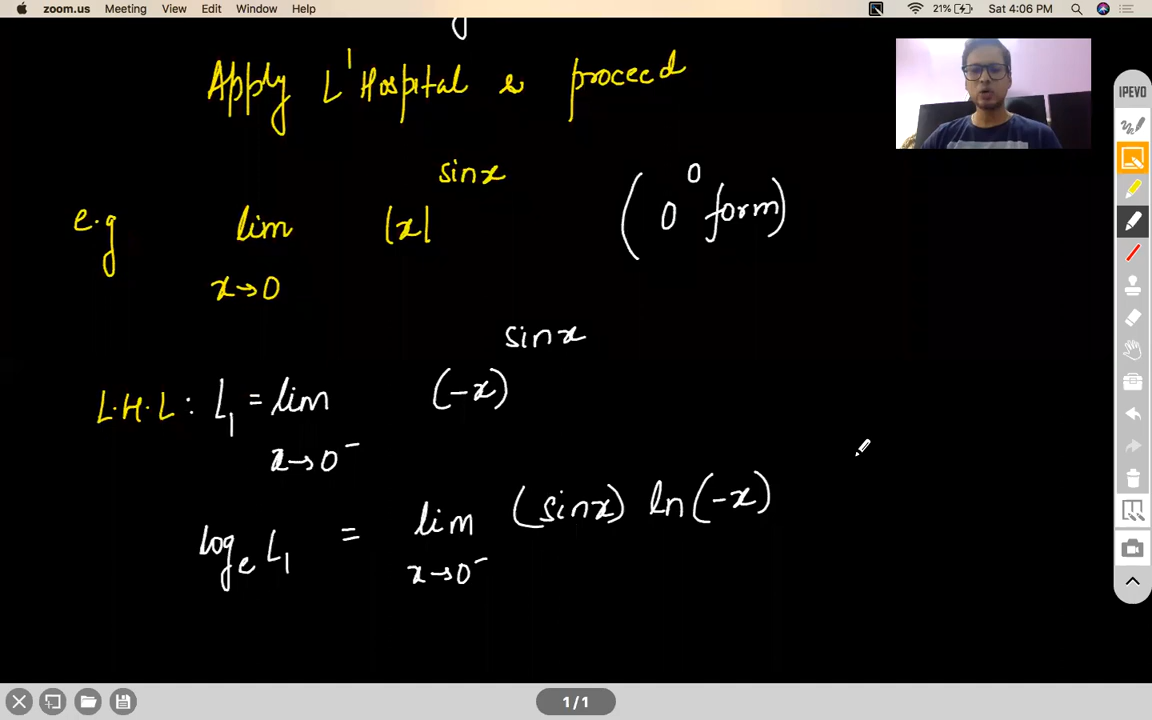 zoom.us Meeting View Edit Window Help 21% Sat 4:06 PM
Apply L'Hospital & proceed
IPEVO
e.g lim x→0 |x|^sinx (0^0 form)
L.H.L: L₁ = lim x→0⁻ (-x)^sinx
logₑ L₁ = lim x→0⁻ (sinx) ln(-x)
1/1